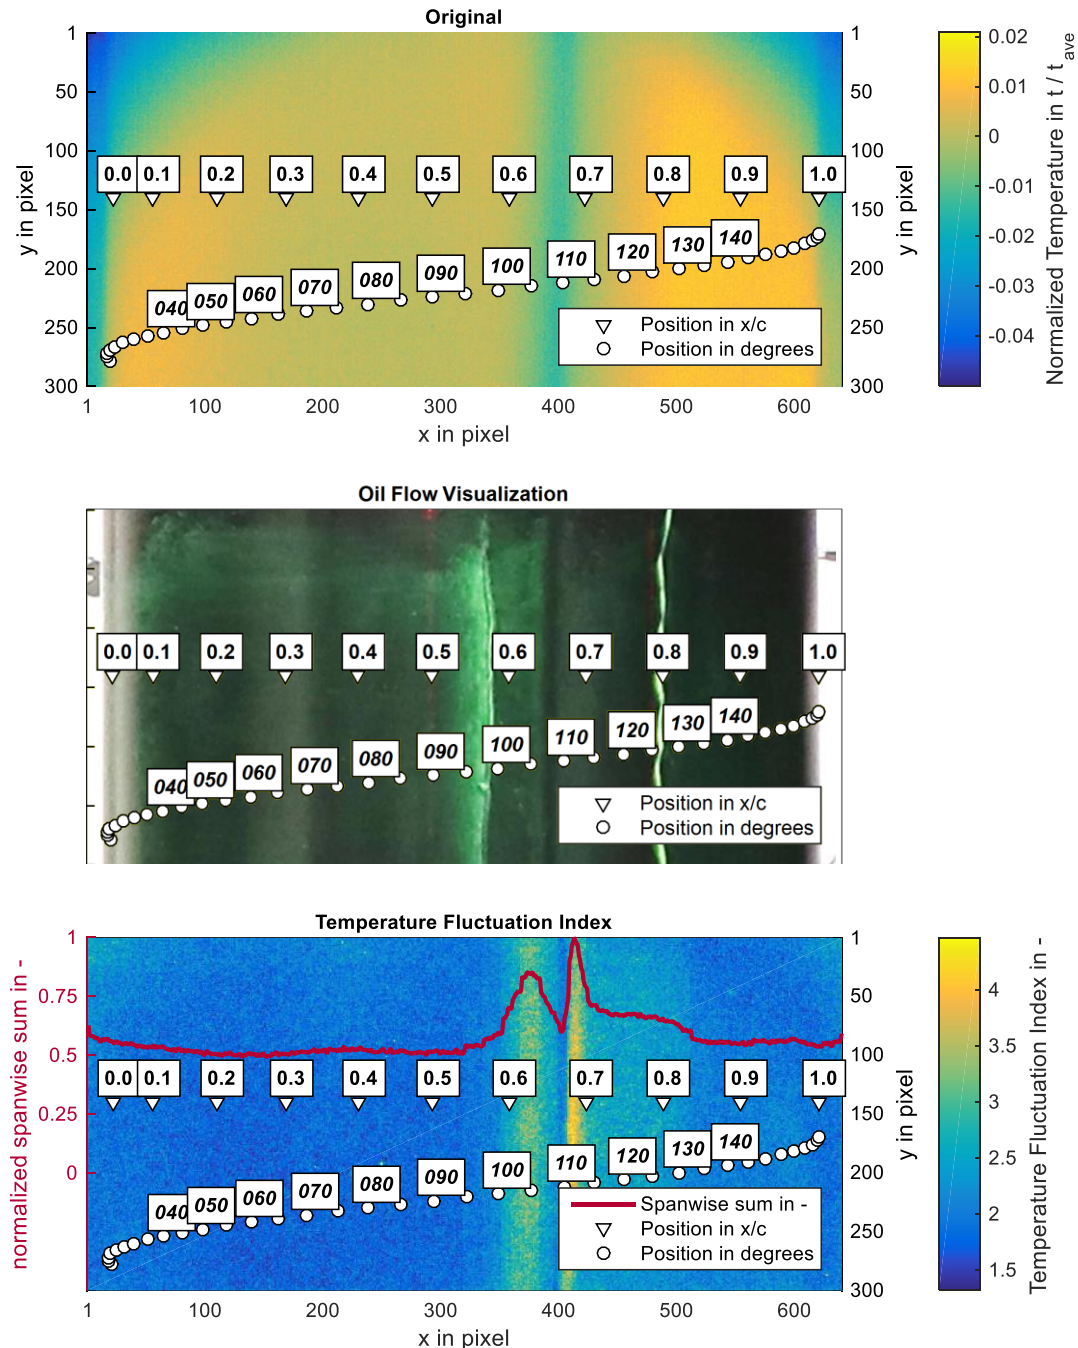 Original
1
50
100
150
200
250
300
y in pixel
0.0 0.1 0.2 0.3 0.4 0.5 0.6 0.7 0.8 0.9 1.0
040 050 060 070 080 090 100 110 120 130 140
Position in x/c
Position in degrees
1
50
100
150
200
250
300
y in pixel
1 100 200 300 400 500 600
x in pixel
0.02
0.01
0
-0.01
-0.02
-0.03
-0.04
Normalized Temperature in t / t_ave
Oil Flow Visualization
0.0 0.1 0.2 0.3 0.4 0.5 0.6 0.7 0.8 0.9 1.0
040 050 060 070 080 090 100 110 120 130 140
Position in x/c
Position in degrees
Temperature Fluctuation Index
1
0.75
0.5
0.25
0
normalized spanwise sum in -
0.0 0.1 0.2 0.3 0.4 0.5 0.6 0.7 0.8 0.9 1.0
040 050 060 070 080 090 100 110 120 130 140
Spanwise sum in -
Position in x/c
Position in degrees
1
50
100
150
200
250
300
y in pixel
1 100 200 300 400 500 600
x in pixel
4
3.5
3
2.5
2
1.5
Temperature Fluctuation Index in -